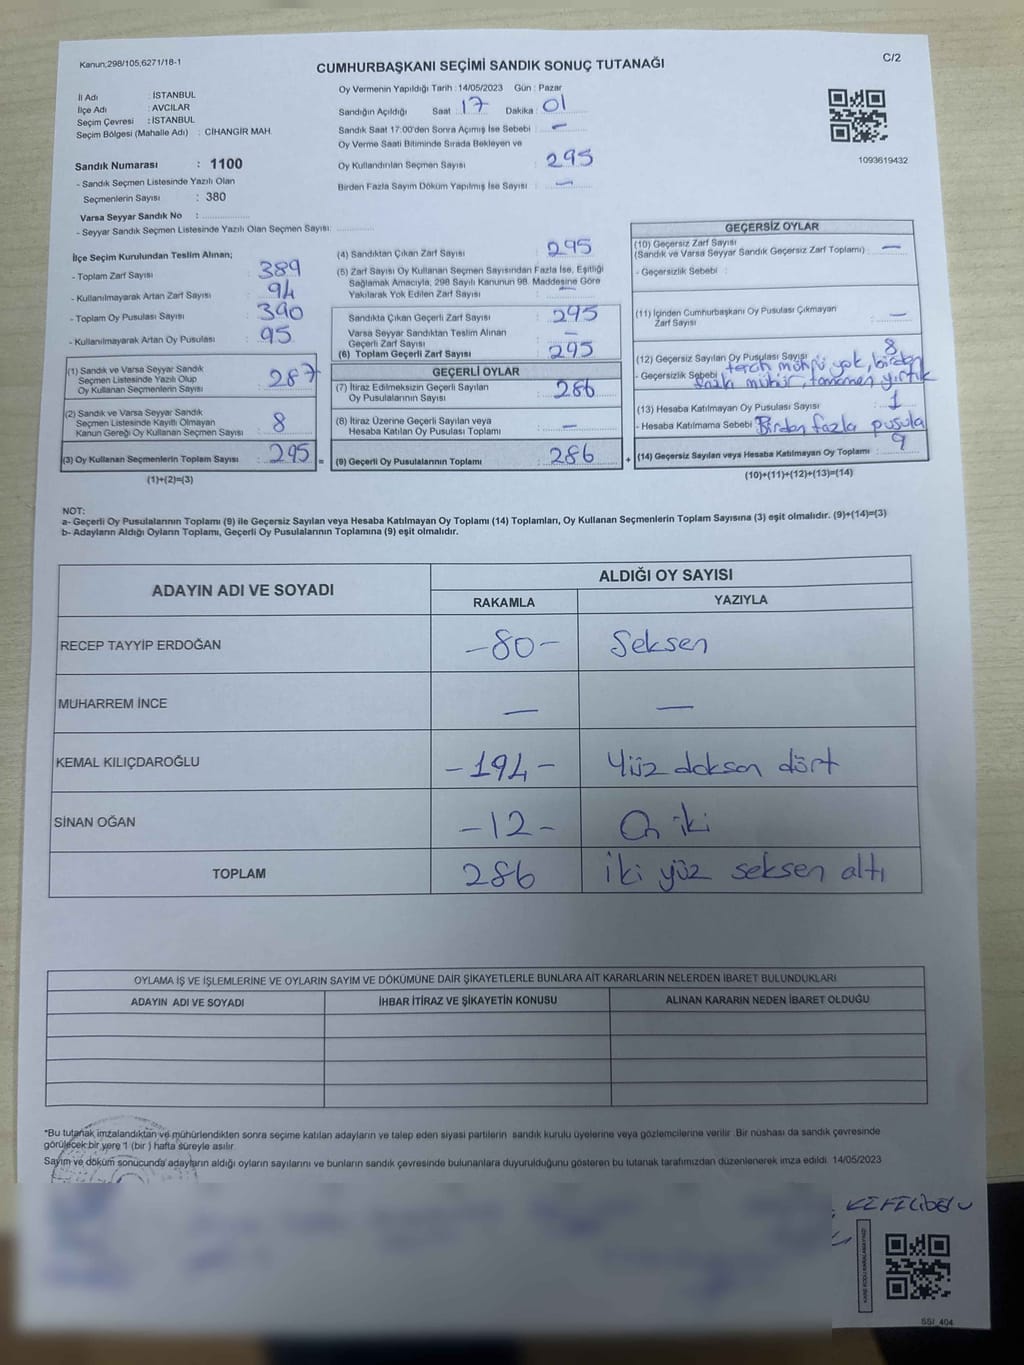 Kanun,298/105,6271/18-1
C/2
CUMHURBAŞKANI SEÇİMİ SANDIK SONUÇ TUTANAĞI
İl Adı : İSTANBUL
İlçe Adı : AVCILAR
Seçim Çevresi : İSTANBUL
Seçim Bölgesi (Mahalle Adı) : CİHANGİR MAH.
Sandık Numarası : 1100
- Sandık Seçmen Listesinde Yazılı Olan
Seçmenlerin Sayısı : 380
Varsa Seyyar Sandık No :
- Seyyar Sandık Seçmen Listesinde Yazılı Olan Seçmen Sayısı:
Oy Vermenin Yapıldığı Tarih : 14/05/2023 Gün : Pazar
Sandığın Açıldığı Saat 17 Dakika 01
Sandık Saat 17:00'den Sonra Açımış İse Sebebi : —
Oy Verme Saati Bitiminde Sırada Bekleyen ve
Oy Kullandırılan Seçmen Sayısı : 295
Birden Fazla Sayım Döküm Yapılmış İse Sayısı : —
1093619432
İlçe Seçim Kurulundan Teslim Alınan;
- Toplam Zarf Sayısı : 389
- Kullanılmayarak Artan Zarf Sayısı : 94
- Toplam Oy Pusulası Sayısı : 390
- Kullanılmayarak Artan Oy Pusulası : 95
(1) Sandık ve Varsa Seyyar Sandık
Seçmen Listesinde Yazılı Olup
Oy Kullanan Seçmenlerin Sayısı : 287
(2) Sandık ve Varsa Seyyar Sandık
Seçmen Listesinde Kayıtlı Olmayan
Kanun Gereği Oy Kullanan Seçmen Sayısı : 8
(3) Oy Kullanan Seçmenlerin Toplam Sayısı : 295
(1)+(2)=(3)
(4) Sandıktan Çıkan Zarf Sayısı : 295
(5) Zarf Sayısı Oy Kullanan Seçmen Sayısından Fazla İse, Eşitliği
Sağlamak Amacıyla, 298 Sayılı Kanunun 98. Maddesine Göre
Yakılarak Yok Edilen Zarf Sayısı : —
Sandıkta Çıkan Geçerli Zarf Sayısı : 295
Varsa Seyyar Sandıktan Teslim Alınan
Geçerli Zarf Sayısı : —
(6) Toplam Geçerli Zarf Sayısı : 295
GEÇERLİ OYLAR
(7) İtiraz Edilmeksizin Geçerli Sayılan
Oy Pusulalarının Sayısı : 286
(8) İtiraz Üzerine Geçerli Sayılan veya
Hesaba Katılan Oy Pusulası Toplamı : —
= (9) Geçerli Oy Pusulalarının Toplamı : 286 +
GEÇERSİZ OYLAR
(10) Geçersiz Zarf Sayısı
(Sandık ve Varsa Seyyar Sandık Geçersiz Zarf Toplamı) : —
- Geçersizlik Sebebi :
(11) İçinden Cumhurbaşkanı Oy Pusulası Çıkmayan
Zarf Sayısı : —
(12) Geçersiz Sayılan Oy Pusulası Sayısı : 8
- Geçersizlik Sebebi tercih mührü yok, birden
fazla mühür, tamamen yırtık
(13) Hesaba Katılmayan Oy Pusulası Sayısı : 1
- Hesaba Katılmama Sebebi Birden fazla pusula
(14) Geçersiz Sayılan veya Hesaba Katılmayan Oy Toplamı : 9
(10)+(11)+(12)+(13)=(14)
NOT:
a- Geçerli Oy Pusulalarının Toplamı (9) ile Geçersiz Sayılan veya Hesaba Katılmayan Oy Toplamı (14) Toplamları, Oy Kullanan Seçmenlerin Toplam Sayısına (3) eşit olmalıdır. (9)+(14)=(3)
b- Adayların Aldığı Oyların Toplamı, Geçerli Oy Pusulalarının Toplamına (9) eşit olmalıdır.
ADAYIN ADI VE SOYADI
ALDIĞI OY SAYISI
RAKAMLA YAZIYLA
RECEP TAYYİP ERDOĞAN -80- Seksen
MUHARREM İNCE — —
KEMAL KILIÇDAROĞLU -194- Yüz doksan dört
SİNAN OĞAN -12- On iki
TOPLAM 286 İki yüz seksen altı
OYLAMA İŞ VE İŞLEMLERİNE VE OYLARIN SAYIM VE DÖKÜMÜNE DAİR ŞİKAYETLERLE BUNLARA AİT KARARLARIN NELERDEN İBARET BULUNDUKLARI
ADAYIN ADI VE SOYADI İHBAR İTİRAZ VE ŞİKAYETİN KONUSU ALINAN KARARIN NEDEN İBARET OLDUĞU
*Bu tutanak imzalandıktan ve mühürlendikten sonra seçime katılan adayların ve talep eden siyasi partilerin sandık kurulu üyelerine veya gözlemcilerine verilir. Bir nüshası da sandık çevresinde
görülecek bir yere 1 (bir ) hafta süreyle asılır.
Sayım ve döküm sonucunda adayların aldığı oyların sayılarını ve bunların sandık çevresinde bulunanlara duyurulduğunu gösteren bu tutanak tarafımızdan düzenlenerek imza edildi. 14/05/2023
SSI_404